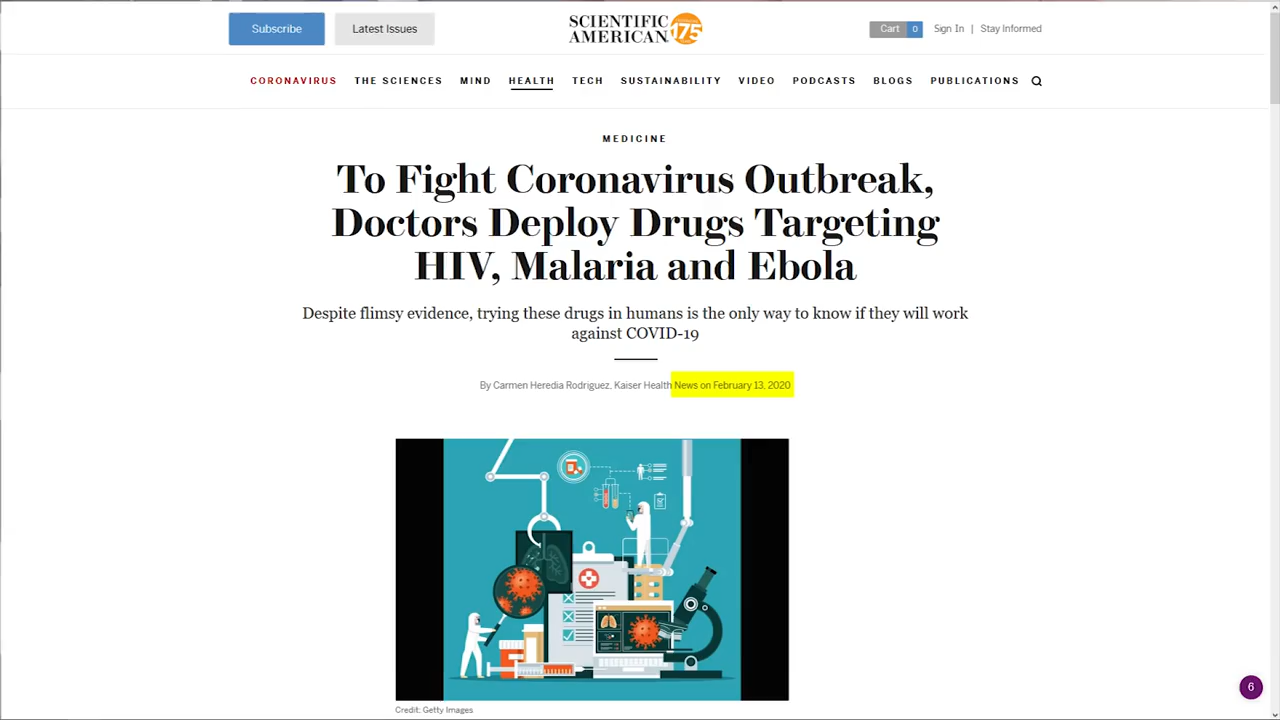 Subscribe
Latest Issues
SCIENTIFIC
AMERICAN
175
Cart 0
Sign In | Stay Informed
CORONAVIRUS THE SCIENCES MIND HEALTH TECH SUSTAINABILITY VIDEO PODCASTS BLOGS PUBLICATIONS
MEDICINE
To Fight Coronavirus Outbreak,
Doctors Deploy Drugs Targeting
HIV, Malaria and Ebola
Despite flimsy evidence, trying these drugs in humans is the only way to know if they will work
against COVID-19
By Carmen Heredia Rodriguez, Kaiser Health News on February 13, 2020
Credit: Getty Images
6